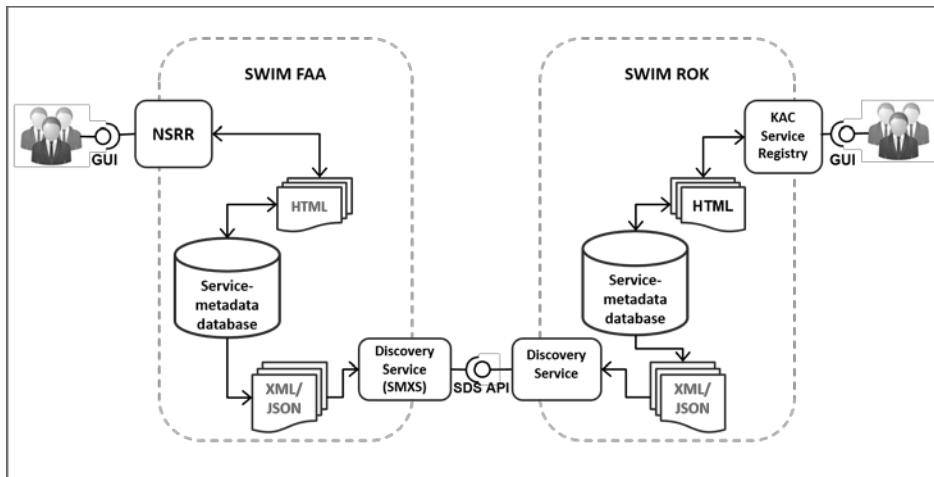 SWIM FAA
SWIM ROK
NSRR
GUI
HTML
Service-
metadata
database
XML/
JSON
Discovery
Service
(SMXS)
SDS API
Discovery
Service
KAC
Service
Registry
GUI
HTML
Service-
metadata
database
XML/
JSON